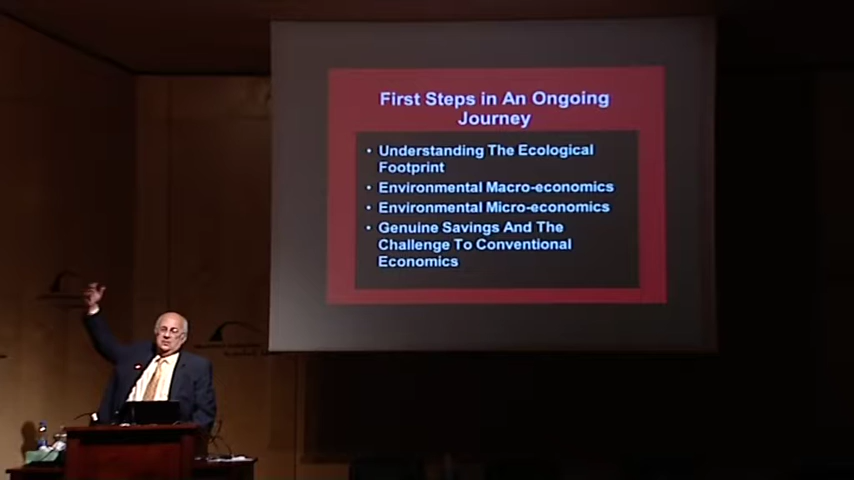 First Steps in An Ongoing
Journey
• Understanding The Ecological
Footprint
• Environmental Macro-economics
• Environmental Micro-economics
• Genuine Savings And The
Challenge To Conventional
Economics